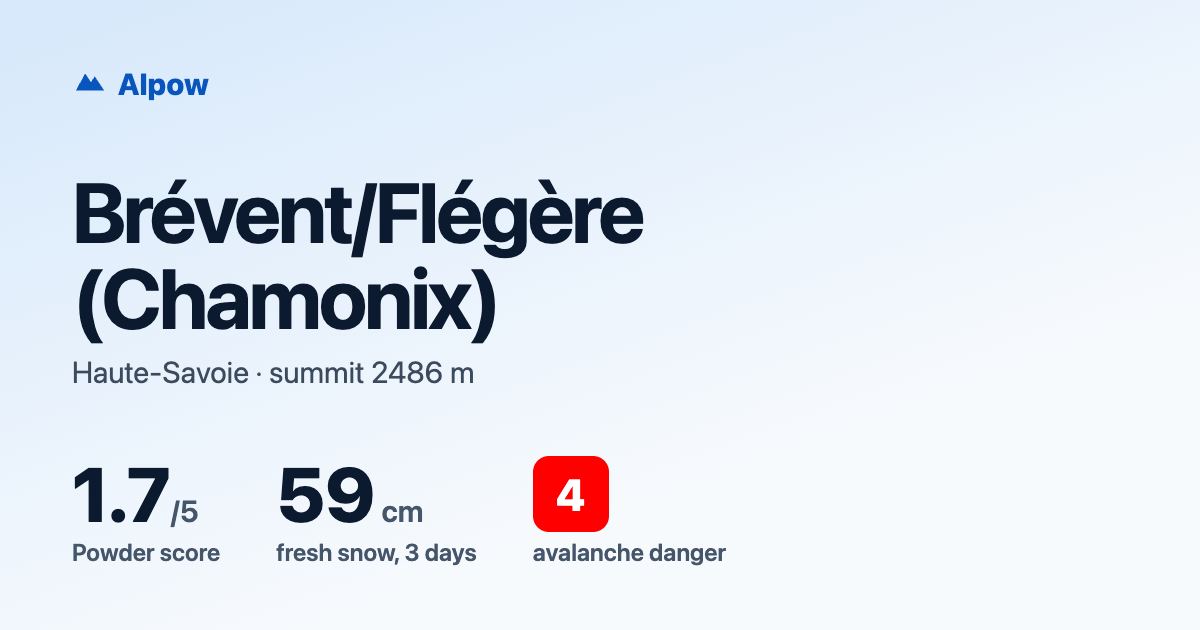 Alpow
Brévent/Flégère
(Chamonix)
Haute-Savoie · summit 2486 m
1.7/5
Powder score
59 cm
fresh snow, 3 days
4
avalanche danger